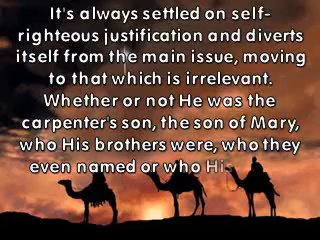 It's always settled on self-
righteous justification and diverts
itself from the main issue, moving
to that which is irrelevant.
Whether or not He was the
carpenter's son, the son of Mary,
who His brothers were, who they
even named or who His